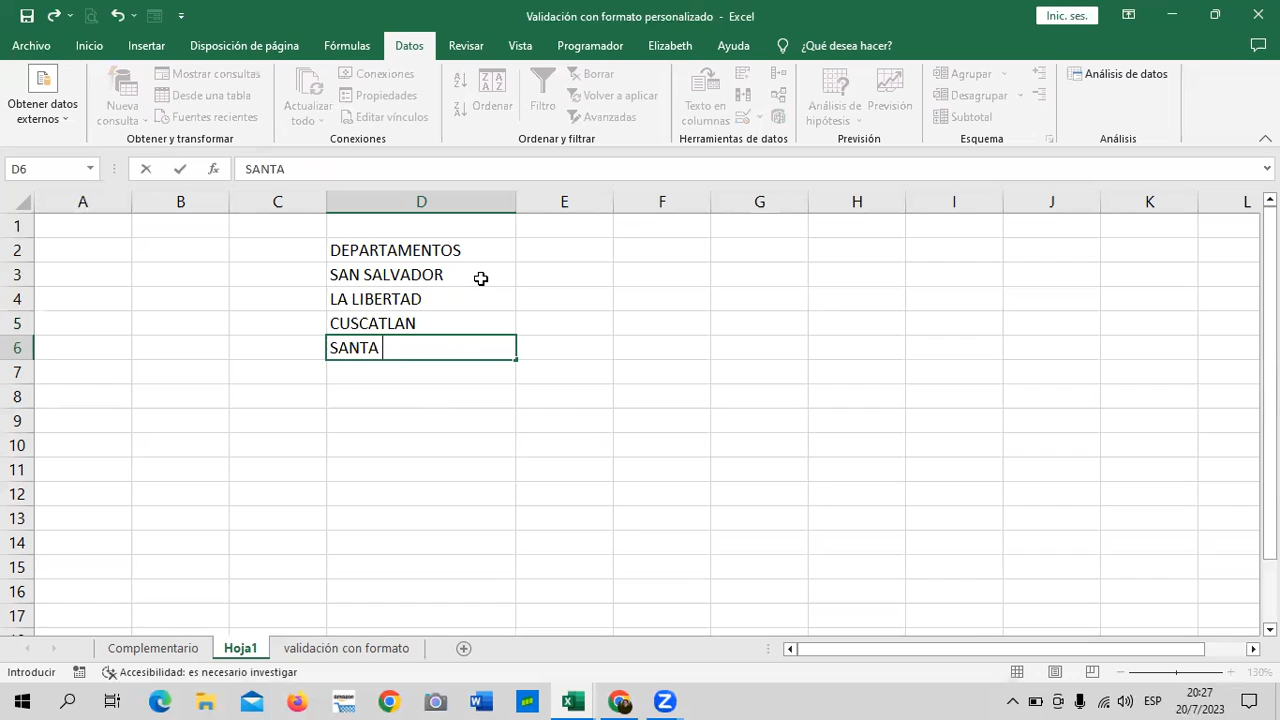 Validación con formato personalizado - Excel
Inic. ses.
Archivo Inicio Insertar Disposición de página Fórmulas Datos Revisar Vista Programador Elizabeth Ayuda ¿Qué desea hacer?
Obtener datos externos
Nueva consulta
Mostrar consultas
Desde una tabla
Fuentes recientes
Obtener y transformar
Actualizar todo
Conexiones
Propiedades
Editar vínculos
Conexiones
Ordenar
Filtro
Borrar
Volver a aplicar
Avanzadas
Ordenar y filtrar
Texto en columnas
Herramientas de datos
Análisis de hipótesis
Previsión
Previsión
Agrupar
Desagrupar
Subtotal
Esquema
Análisis de datos
Análisis
D6 fx SANTA
A B C D E F G H I J K L
1
2 DEPARTAMENTOS
3 SAN SALVADOR
4 LA LIBERTAD
5 CUSCATLAN
6 SANTA
7
8
9
10
11
12
13
14
15
16
17
Complementario Hoja1 validación con formato
Introducir Accesibilidad: es necesario investigar 130%
ESP 20:27
20/7/2023